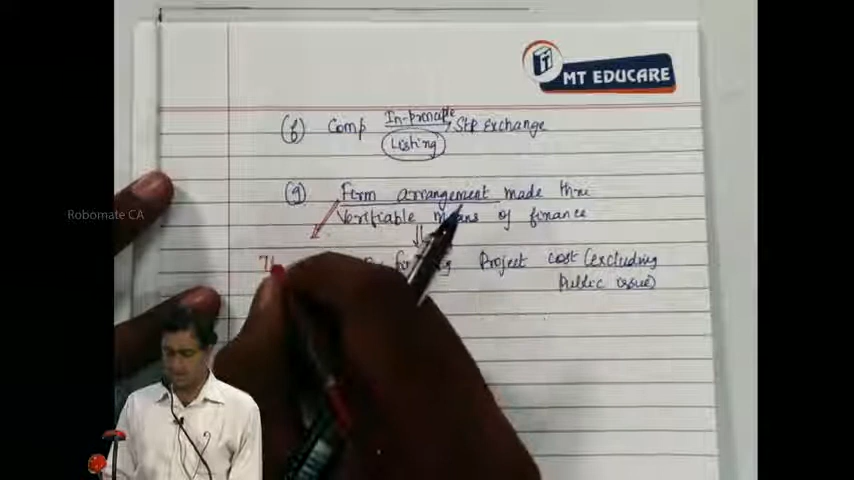 MT EDUCARE
(f) Comp In-principle Stk Exchange
Listing
(g) Firm arrangement made thro
Verifiable means of finance
Project cost (excluding
Public issue)
Robomate CA